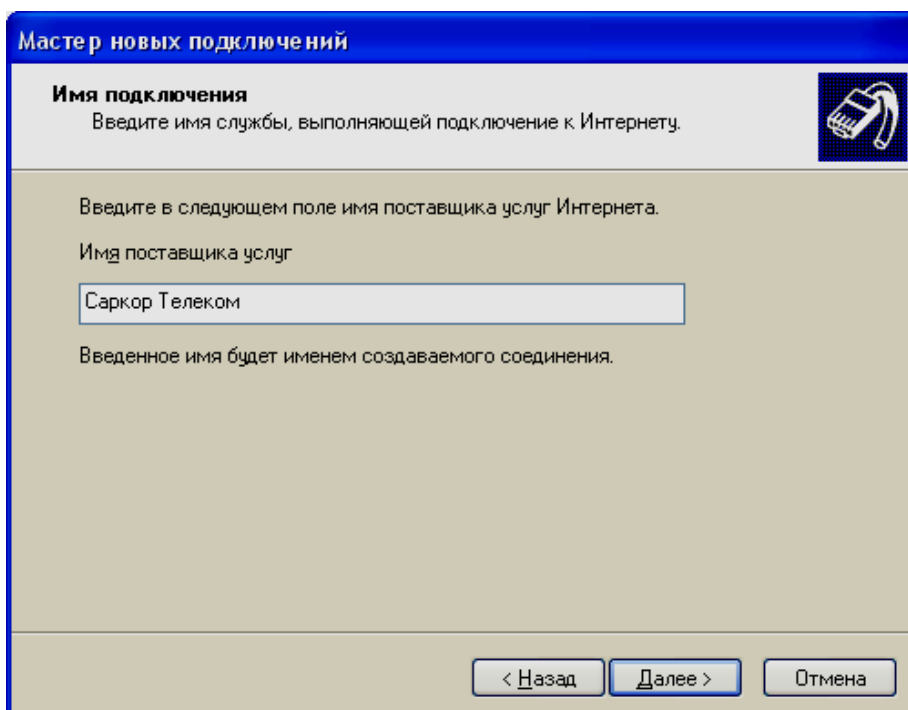 Мастер новых подключений
Имя подключения
Введите имя службы, выполняющей подключение к Интернету.
Введите в следующем поле имя поставщика услуг Интернета.
Имя поставщика услуг
Саркор Телеком
Введенное имя будет именем создаваемого соединения.
< Назад Далее > Отмена